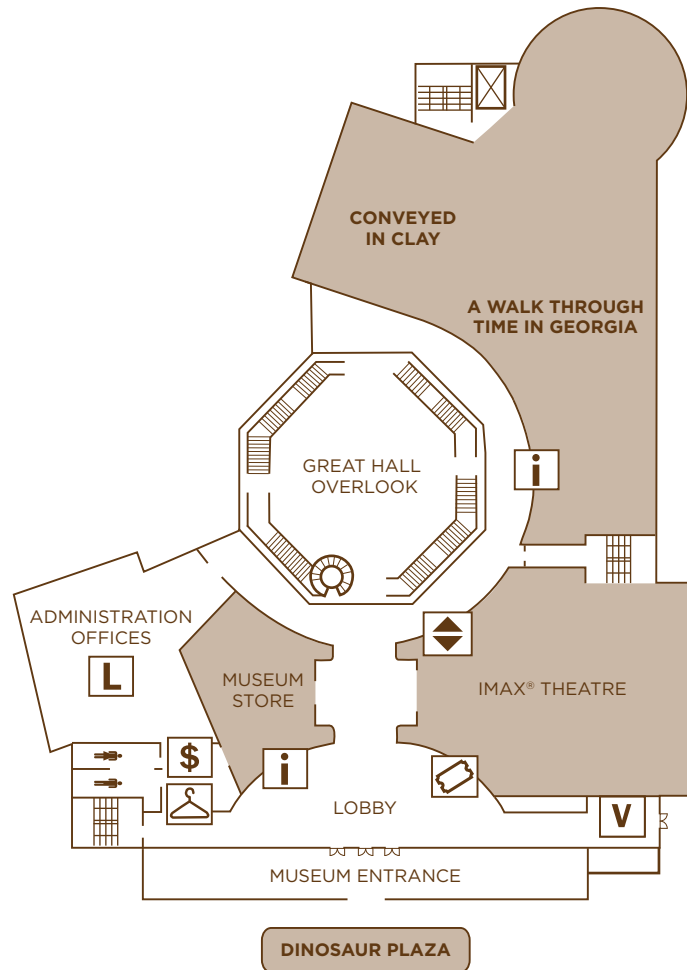 CONVEYED
IN CLAY
A WALK THROUGH
TIME IN GEORGIA
i
GREAT HALL
OVERLOOK
ADMINISTRATION
OFFICES
L
MUSEUM
STORE
IMAX® THEATRE
$
i
LOBBY
V
MUSEUM ENTRANCE
DINOSAUR PLAZA